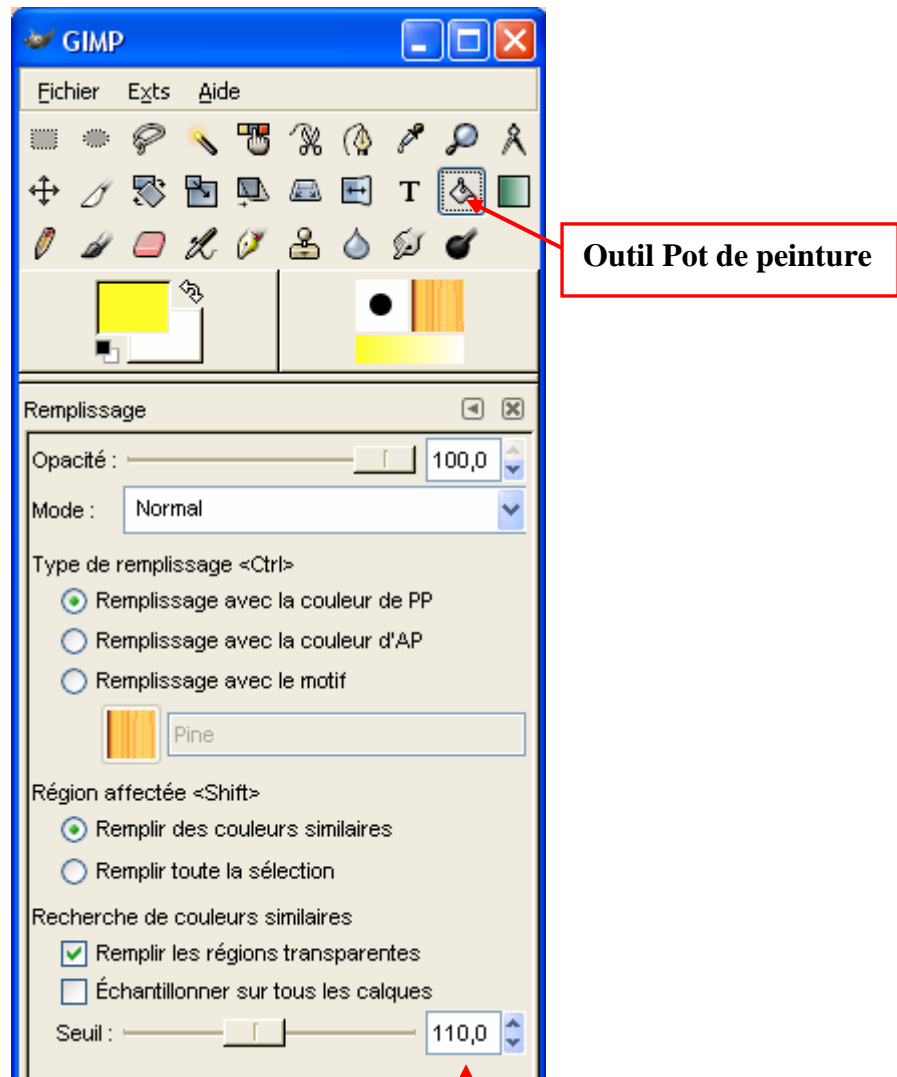 GIMP
Fichier Exts Aide
T
Outil Pot de peinture
Remplissage
Opacité : 100,0
Mode : Normal
Type de remplissage <Ctrl>
Remplissage avec la couleur de PP
Remplissage avec la couleur d'AP
Remplissage avec le motif
Pine
Région affectée <Shift>
Remplir des couleurs similaires
Remplir toute la sélection
Recherche de couleurs similaires
Remplir les régions transparentes
Échantillonner sur tous les calques
Seuil : 110,0